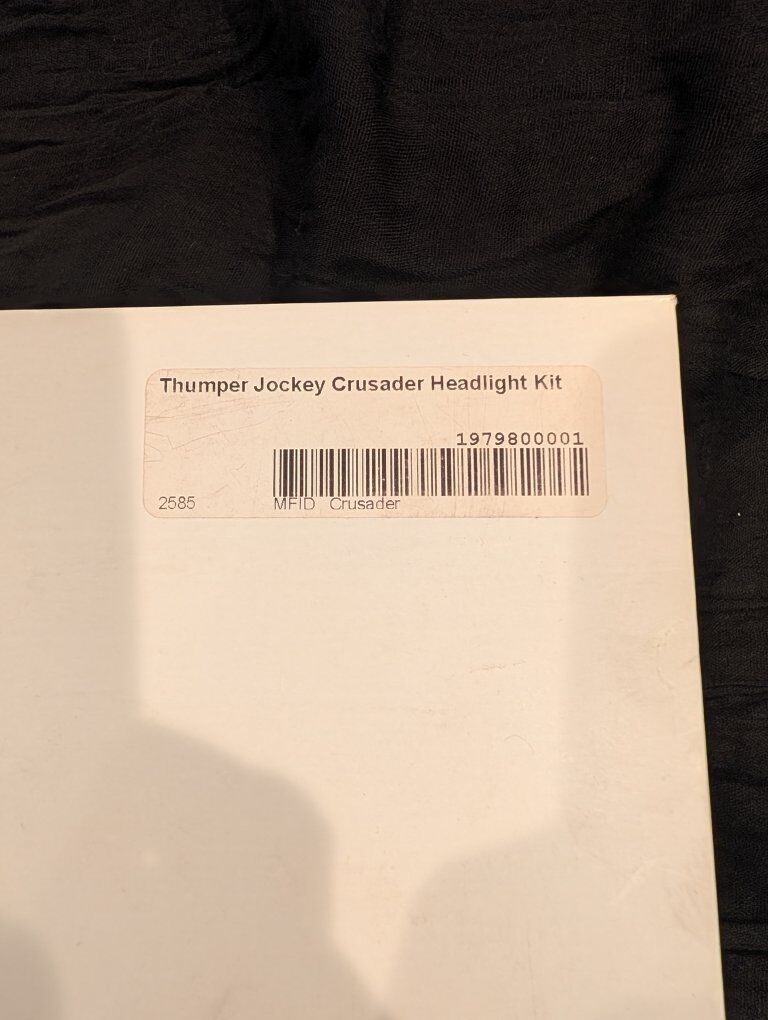 Thumper Jockey Crusader Headlight Kit
1979800001
2585 MFID Crusader